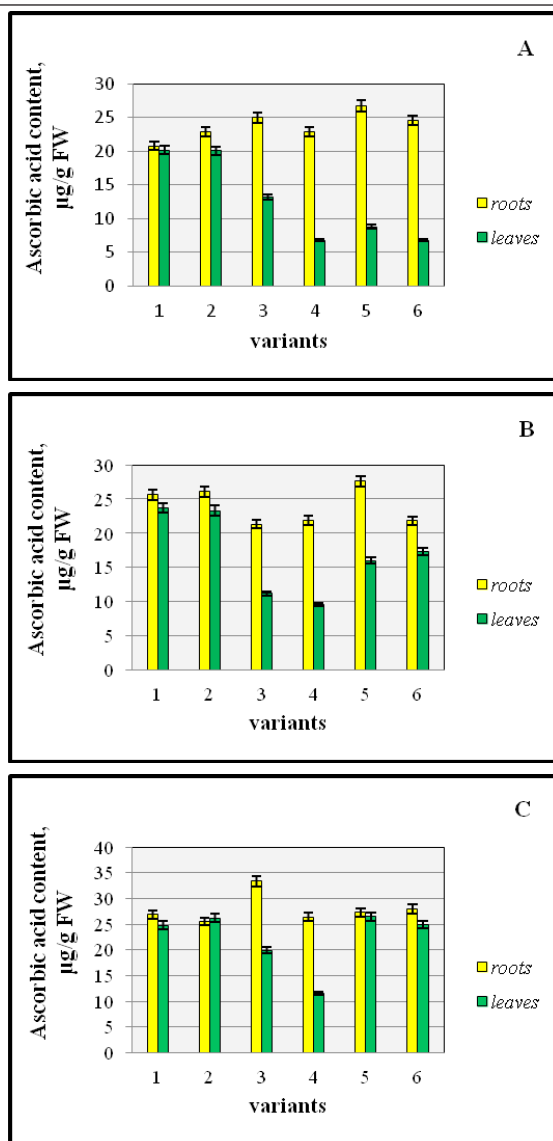 A
Ascorbic acid content,
µg/g FW
30
25
20
15
10
5
0
1 2 3 4 5 6
variants
roots
leaves
B
Ascorbic acid content,
µg/g FW
30
25
20
15
10
5
0
1 2 3 4 5 6
variants
roots
leaves
C
Ascorbic acid content,
µg/g FW
40
35
30
25
20
15
10
5
0
1 2 3 4 5 6
variants
roots
leaves